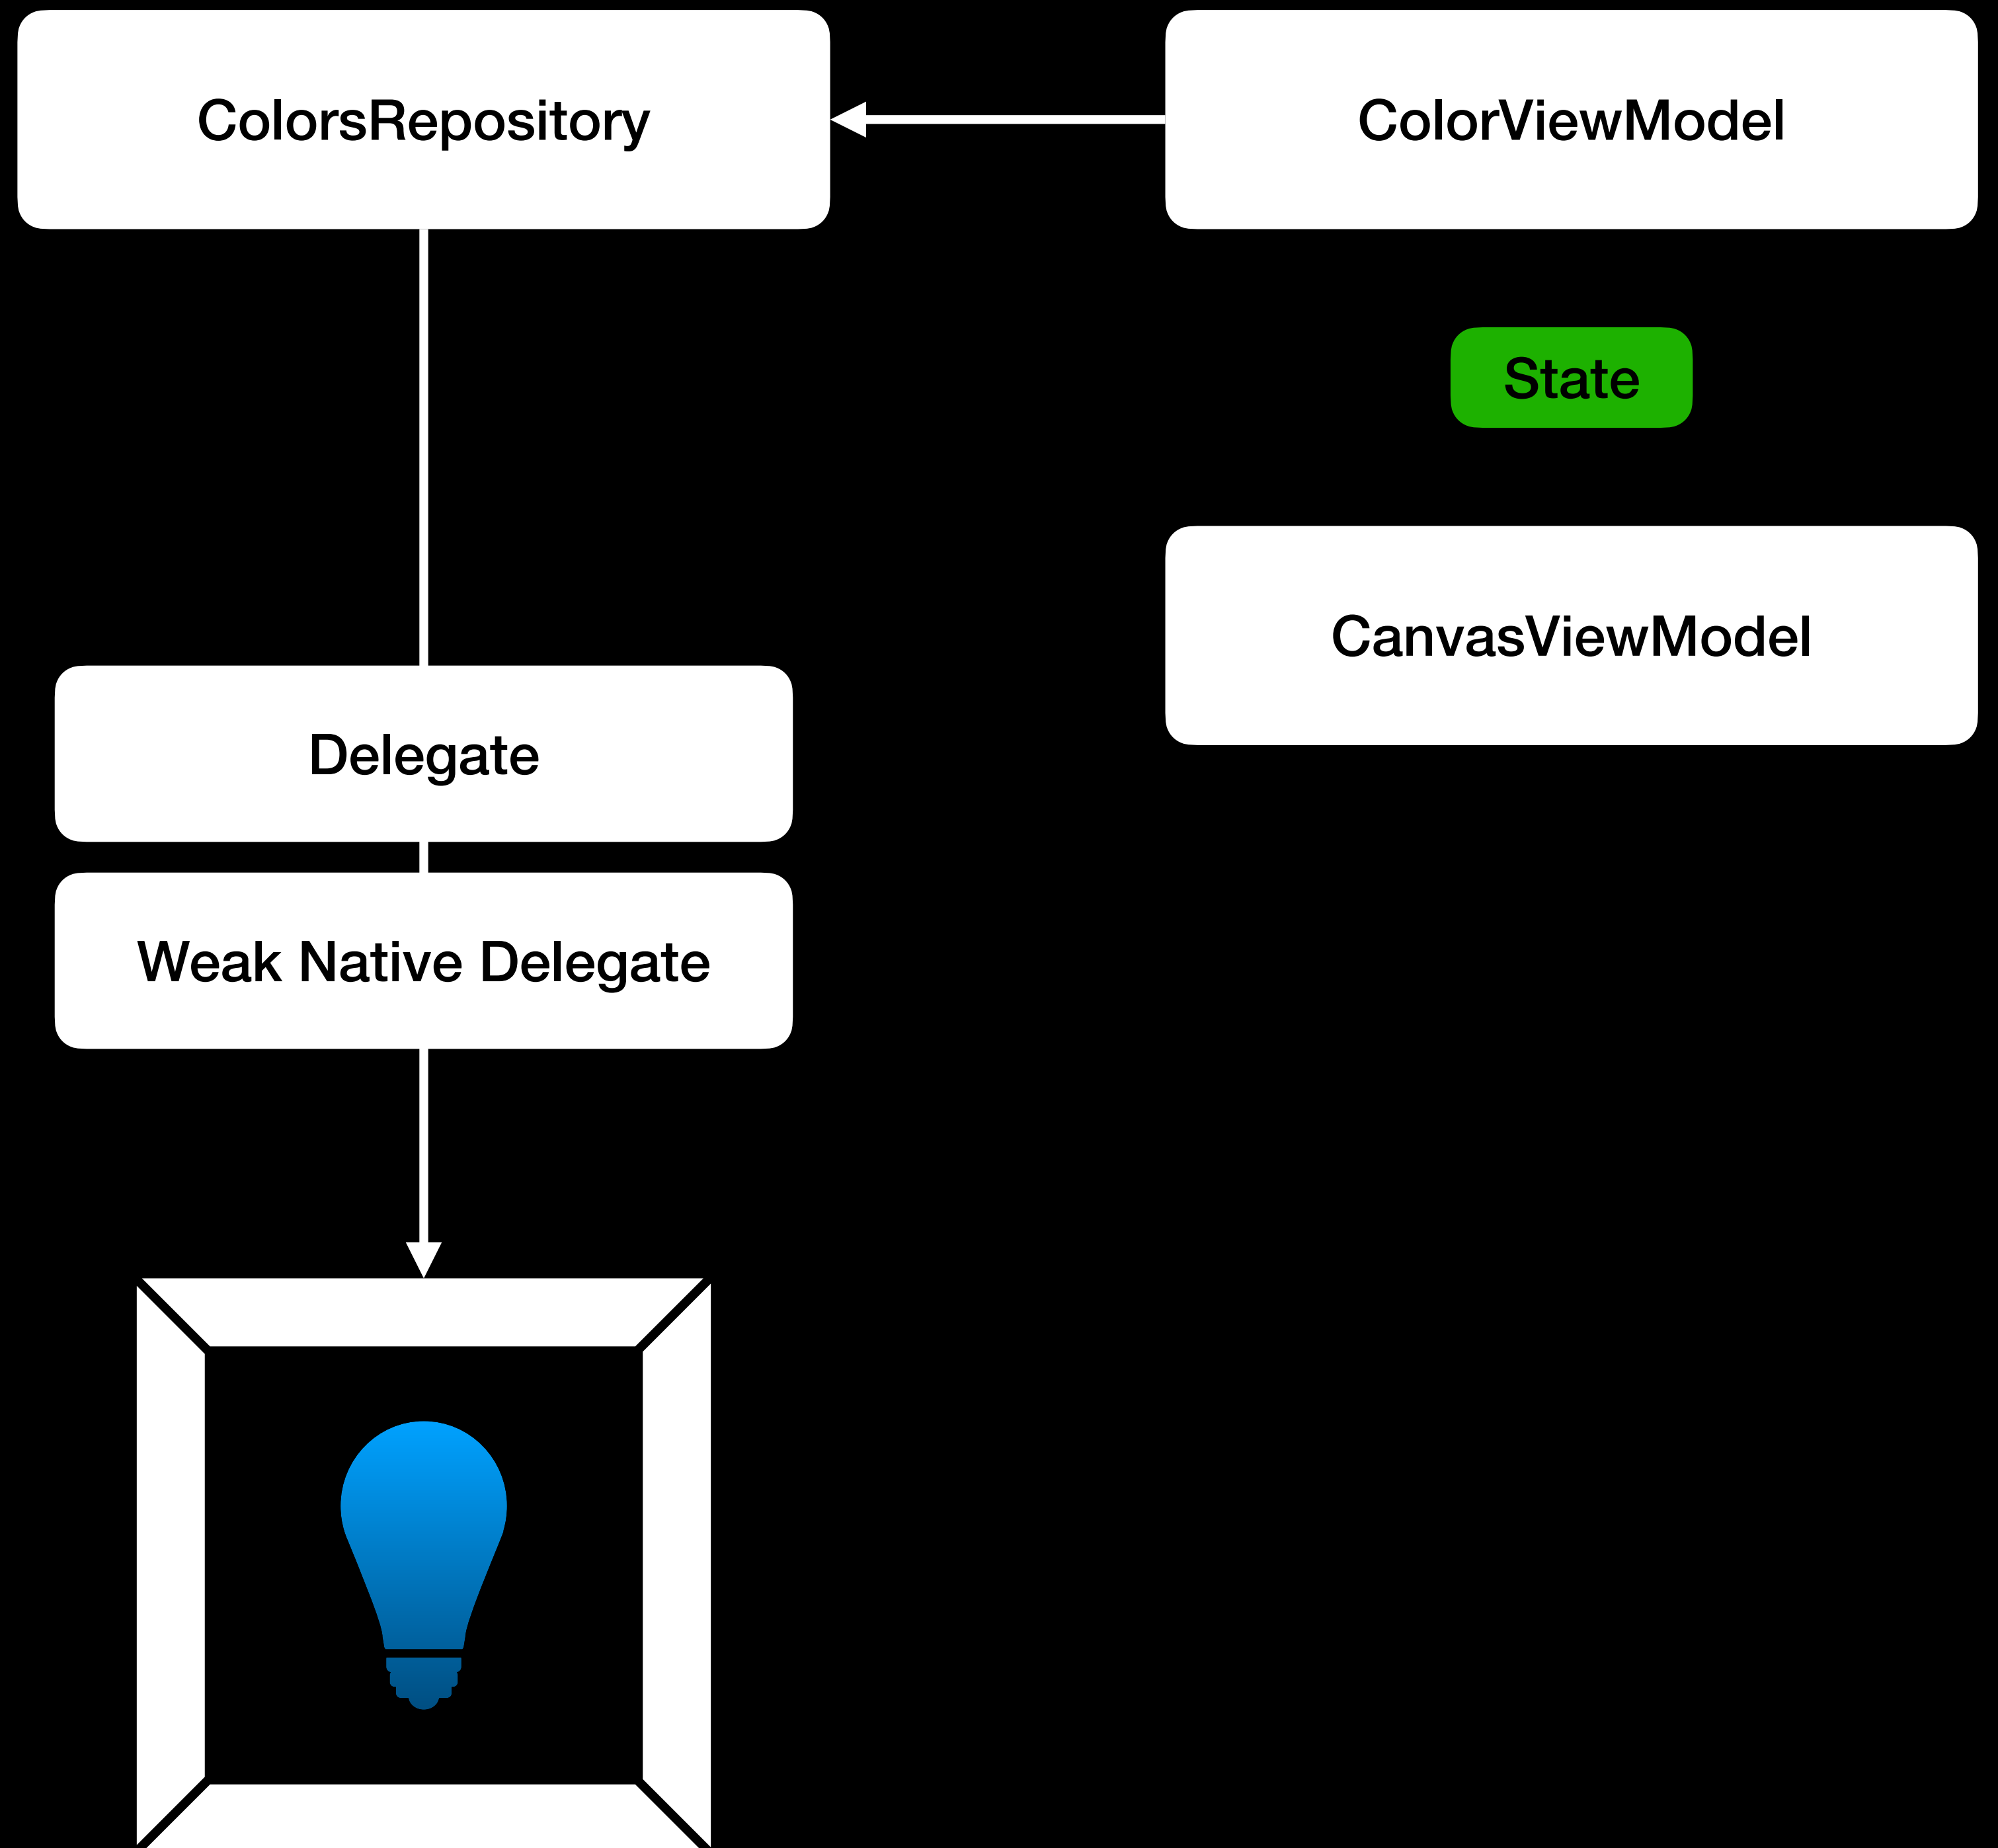 ColorsRepository
ColorViewModel
State
CanvasViewModel
Delegate
Weak Native Delegate